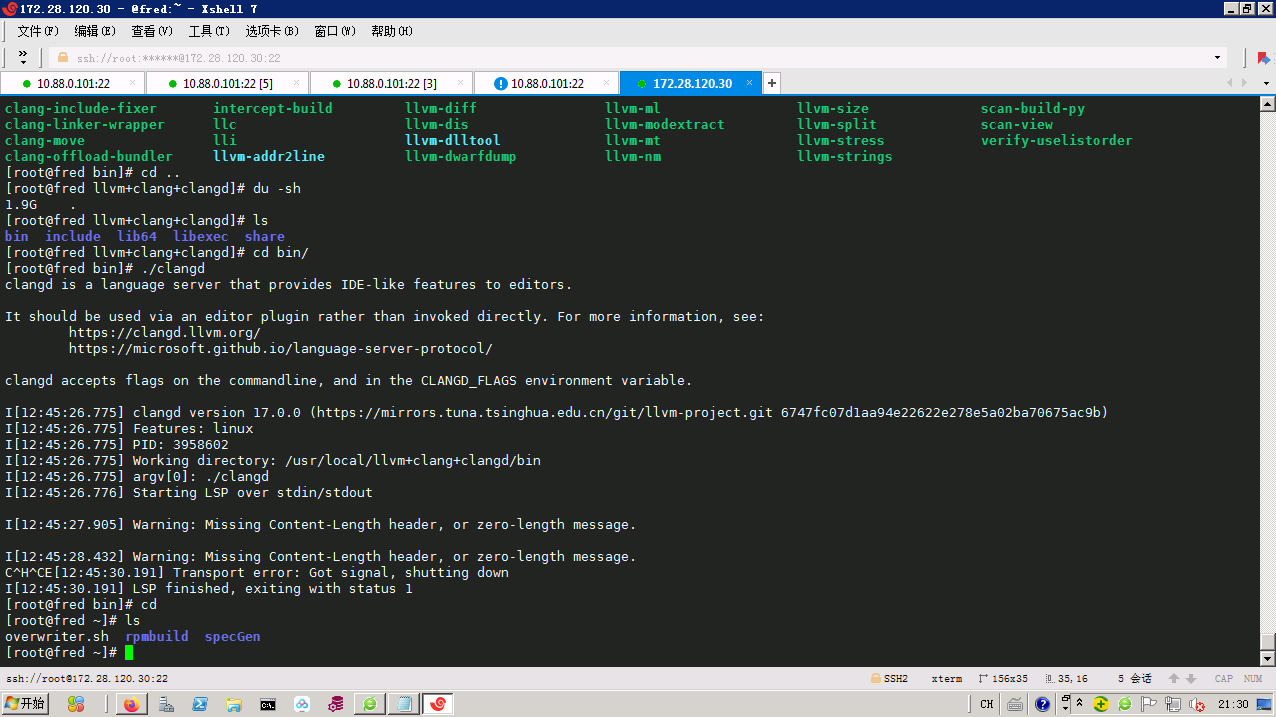 172.28.120.30 - @fred:~ - Xshell 7
文件(F) 编辑(E) 查看(V) 工具(T) 选项卡(B) 窗口(W) 帮助(H)
ssh://root:******@172.28.120.30:22
10.88.0.101:22 × 10.88.0.101:22 [5] × 10.88.0.101:22 [3] × 10.88.0.101:22 × 172.28.120.30 × +
clang-include-fixer intercept-build llvm-diff llvm-ml llvm-size scan-build-py
clang-linker-wrapper llc llvm-dis llvm-modextract llvm-split scan-view
clang-move lli llvm-dlltool llvm-mt llvm-stress verify-uselistorder
clang-offload-bundler llvm-addr2line llvm-dwarfdump llvm-nm llvm-strings
[root@fred bin]# cd ..
[root@fred llvm+clang+clangd]# du -sh
1.9G .
[root@fred llvm+clang+clangd]# ls
bin include lib64 libexec share
[root@fred llvm+clang+clangd]# cd bin/
[root@fred bin]# ./clangd
clangd is a language server that provides IDE-like features to editors.
It should be used via an editor plugin rather than invoked directly. For more information, see:
https://clangd.llvm.org/
https://microsoft.github.io/language-server-protocol/
clangd accepts flags on the commandline, and in the CLANGD_FLAGS environment variable.
I[12:45:26.775] clangd version 17.0.0 (https://mirrors.tuna.tsinghua.edu.cn/git/llvm-project.git 6747fc07d1aa94e22622e278e5a02ba70675ac9b)
I[12:45:26.775] Features: linux
I[12:45:26.775] PID: 3958602
I[12:45:26.775] Working directory: /usr/local/llvm+clang+clangd/bin
I[12:45:26.775] argv[0]: ./clangd
I[12:45:26.776] Starting LSP over stdin/stdout
I[12:45:27.905] Warning: Missing Content-Length header, or zero-length message.
I[12:45:28.432] Warning: Missing Content-Length header, or zero-length message.
C^H^CE[12:45:30.191] Transport error: Got signal, shutting down
I[12:45:30.191] LSP finished, exiting with status 1
[root@fred bin]# cd
[root@fred ~]# ls
overwriter.sh rpmbuild specGen
[root@fred ~]#
ssh://root@172.28.120.30:22 SSH2 xterm 156x35 35,16 5 会话 CAP NUM
开始 CH 21:30